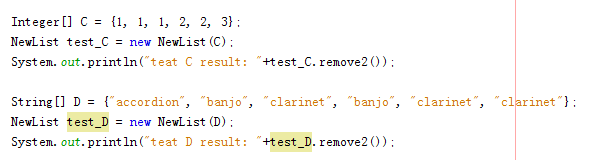 Integer[] C = {1, 1, 1, 2, 2, 3};
NewList test_C = new NewList(C);
System.out.println("teat C result: "+test_C.remove2());
String[] D = {"accordion", "banjo", "clarinet", "banjo", "clarinet", "clarinet"};
NewList test_D = new NewList(D);
System.out.println("teat D result: "+test_D.remove2());